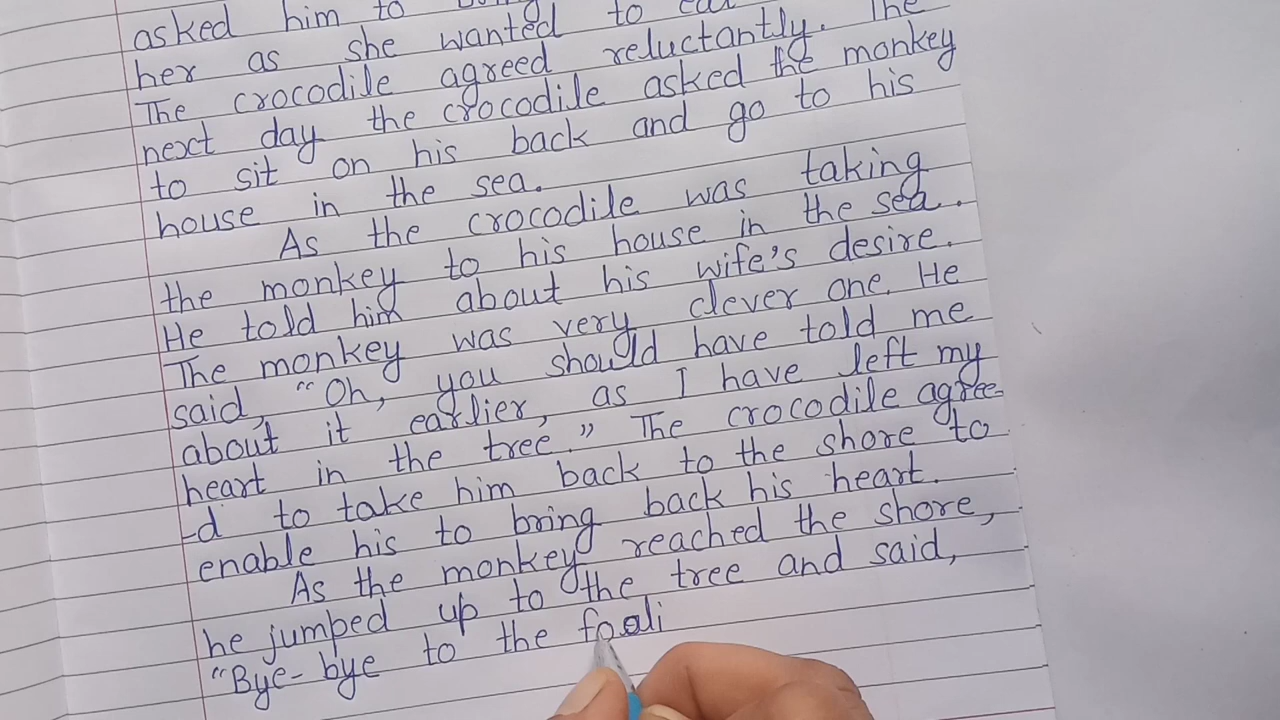 asked him to bring
her as she wanted to eat
The crocodile agreed reluctantly. The
next day the crocodile asked the monkey
to sit on his back and go to his
house in the sea.
As the crocodile was taking
the monkey to his house in the sea.
He told him about his wife's desire.
The monkey was very clever one. He
said, "Oh, you should have told me
about it earlier, as I have left my
heart in the tree." The crocodile agree-
-d to take him back to the shore to
enable his to bring back his heart.
As the monkey reached the shore,
he jumped up to the tree and said,
"Bye-bye to the fooli